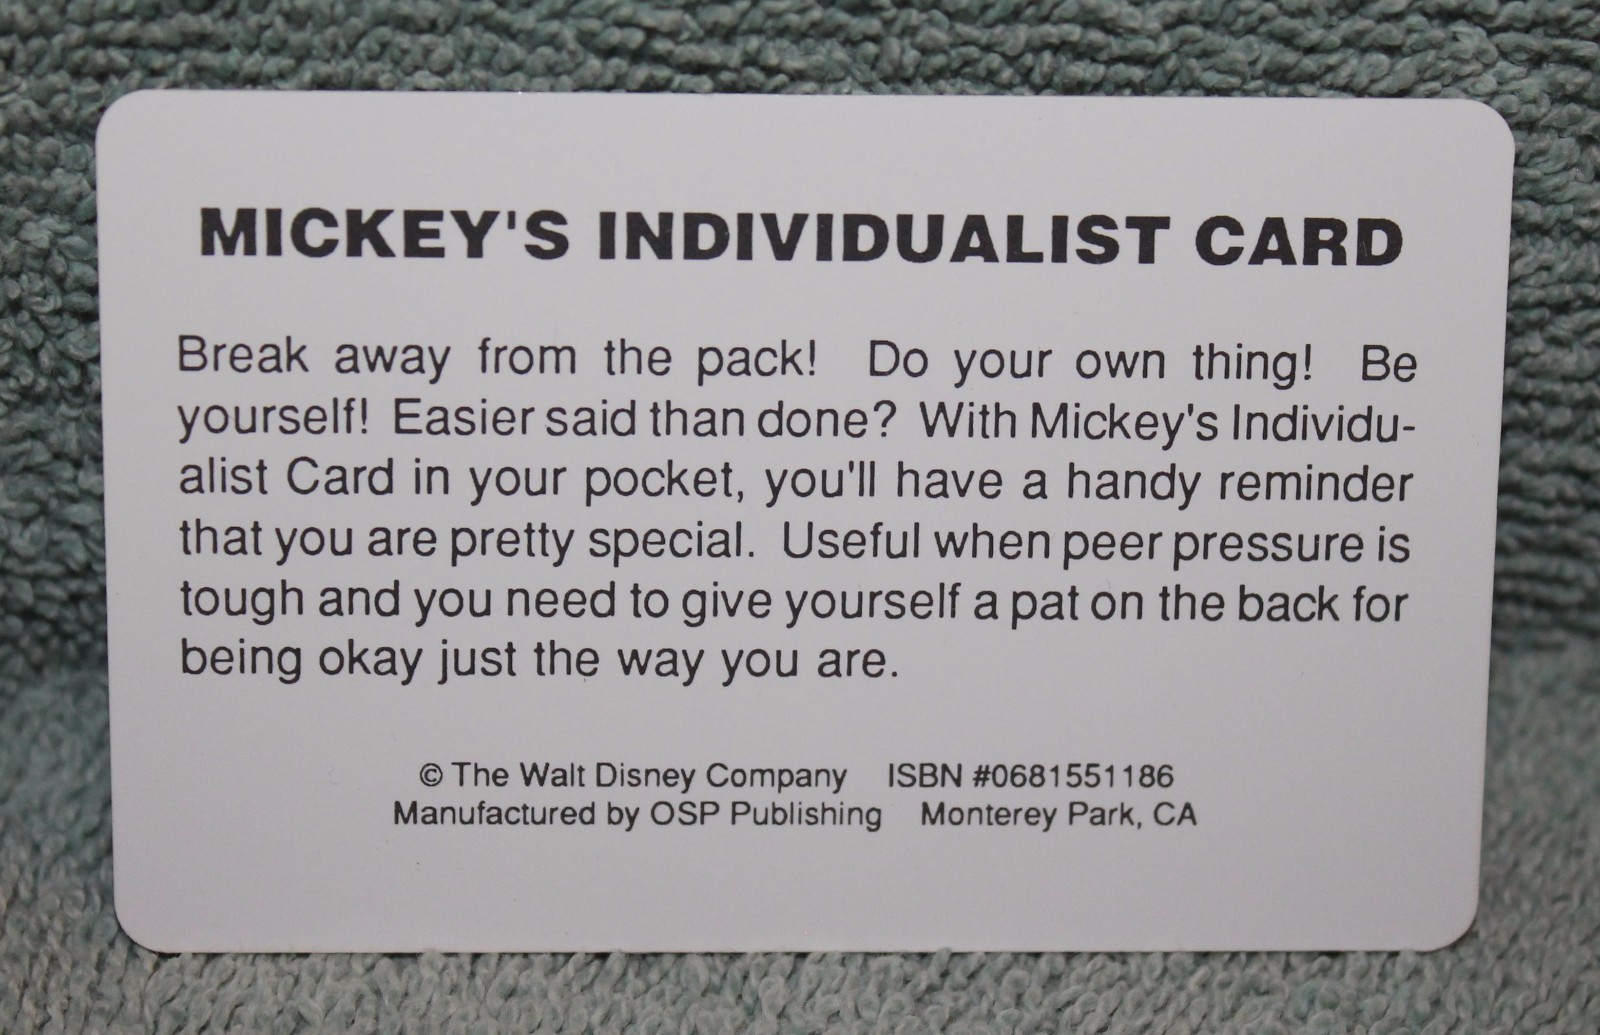 MICKEY'S INDIVIDUALIST CARD
Break away from the pack! Do your own thing! Be
yourself! Easier said than done? With Mickey's Individu-
alist Card in your pocket, you'll have a handy reminder
that you are pretty special. Useful when peer pressure is
tough and you need to give yourself a pat on the back for
being okay just the way you are.
© The Walt Disney Company ISBN #0681551186
Manufactured by OSP Publishing Monterey Park, CA